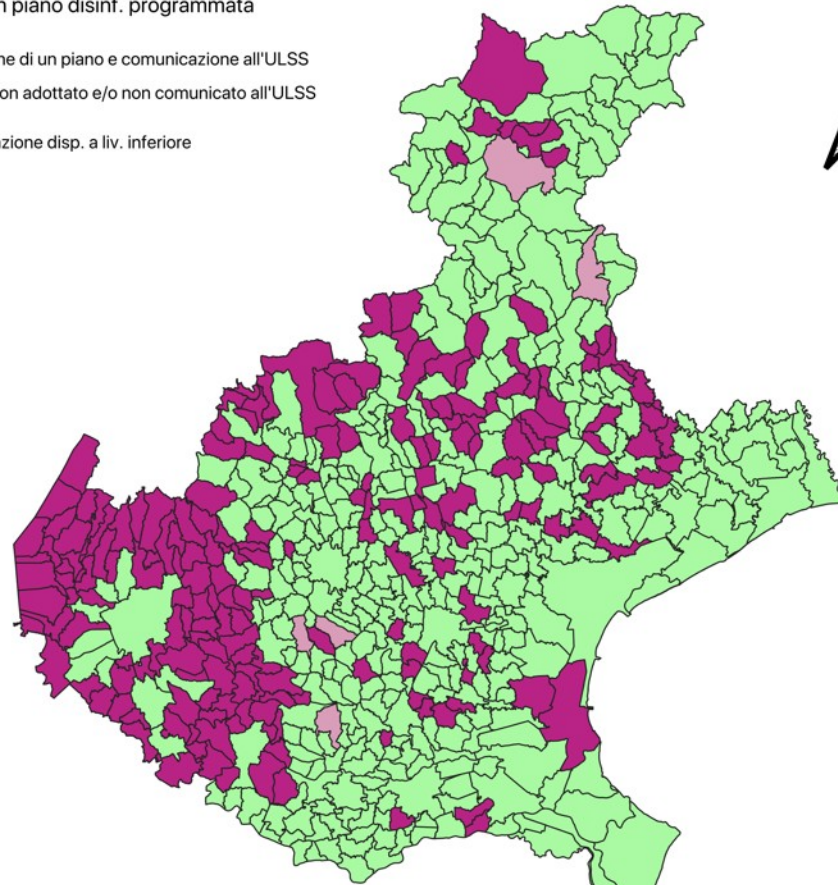 n piano disinf. programmata
ne di un piano e comunicazione all'ULSS
on adottato e/o non comunicato all'ULSS
azione disp. a liv. inferiore